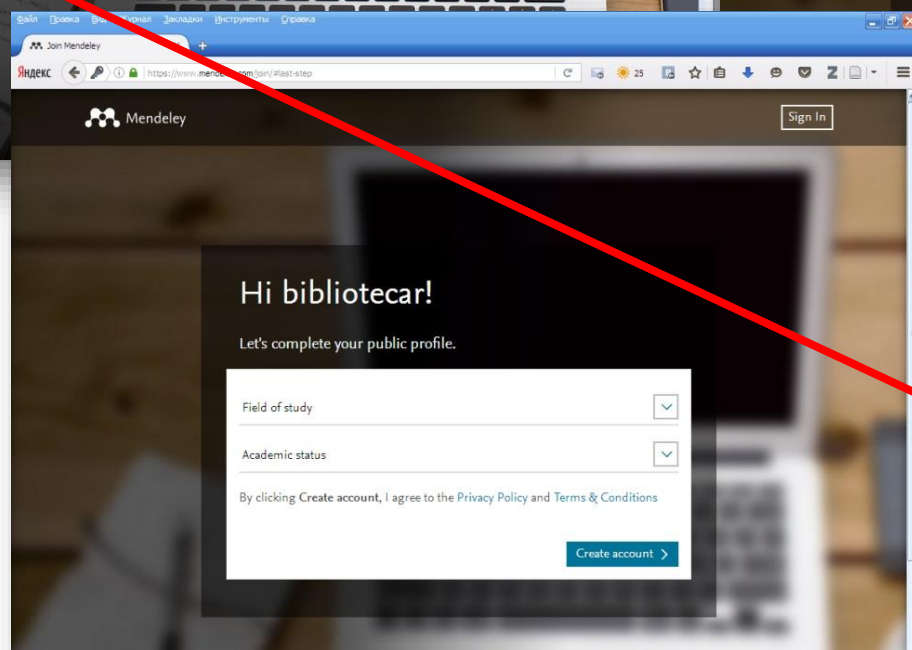 Файл Правка Журнал Закладки Инструменты Справка
Join Mendeley
Яндекс
https://www.mendeley.com/join/#last-step
25
Mendeley
Sign In
Hi bibliotecar!
Let's complete your public profile.
Field of study
Academic status
By clicking Create account, I agree to the Privacy Policy and Terms & Conditions
Create account